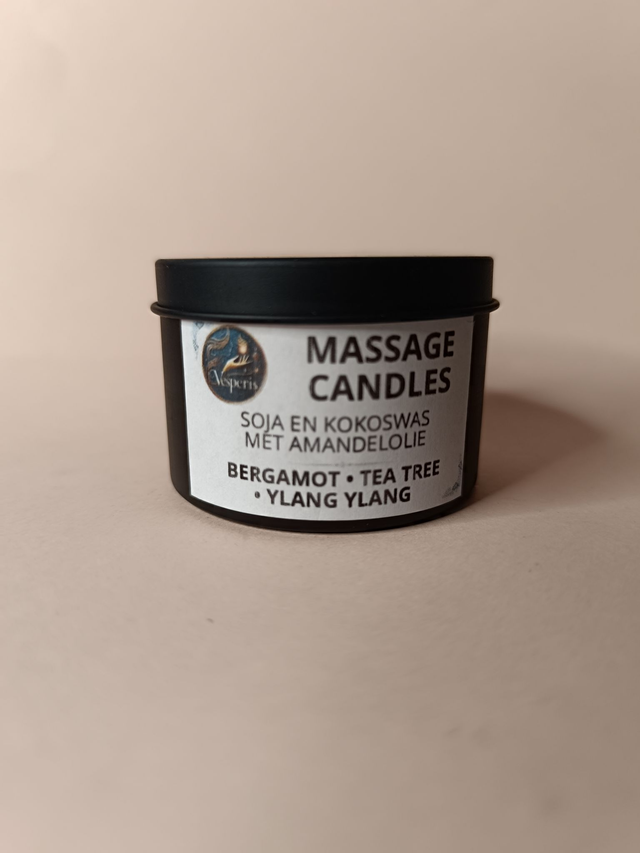 Vesperis
MASSAGE
CANDLES
SOJA EN KOKOSWAS
MET AMANDELOLIE
BERGAMOT • TEA TREE
• YLANG YLANG